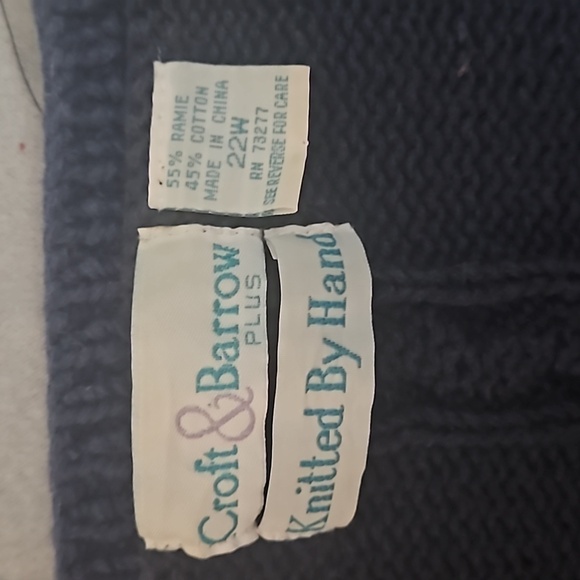 Croft & Barrow
PLUS
Knitted By Hand
55% RAMIE
45% COTTON
MADE IN CHINA
22W
RN 73277
SEE REVERSE FOR CARE